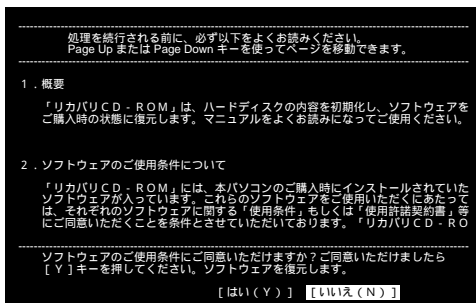 処理を続行される前に、必ず以下をよくお読みください。
Page Up または Page Down キーを使ってページを移動できます。
1．概要
「リカバリCD-ROM」は、ハードディスクの内容を初期化し、ソフトウェアを
ご購入時の状態に復元します。マニュアルをよくお読みになってご使用ください。
2．ソフトウェアのご使用条件について
「リカバリCD-ROM」には、本パソコンのご購入時にインストールされていた
ソフトウェアが入っています。これらのソフトウェアをご使用いただくにあたって
は、それぞれのソフトウェアに関する「使用条件」もしくは「使用許諾契約書」等
にご同意いただくことを条件とさせていただいております。「リカバリCD-RO
ソフトウェアのご使用条件にご同意いただけますか？ご同意いただけましたら
[Y]キーを押してください。ソフトウェアを復元します。
[はい(Y)] [いいえ(N)]